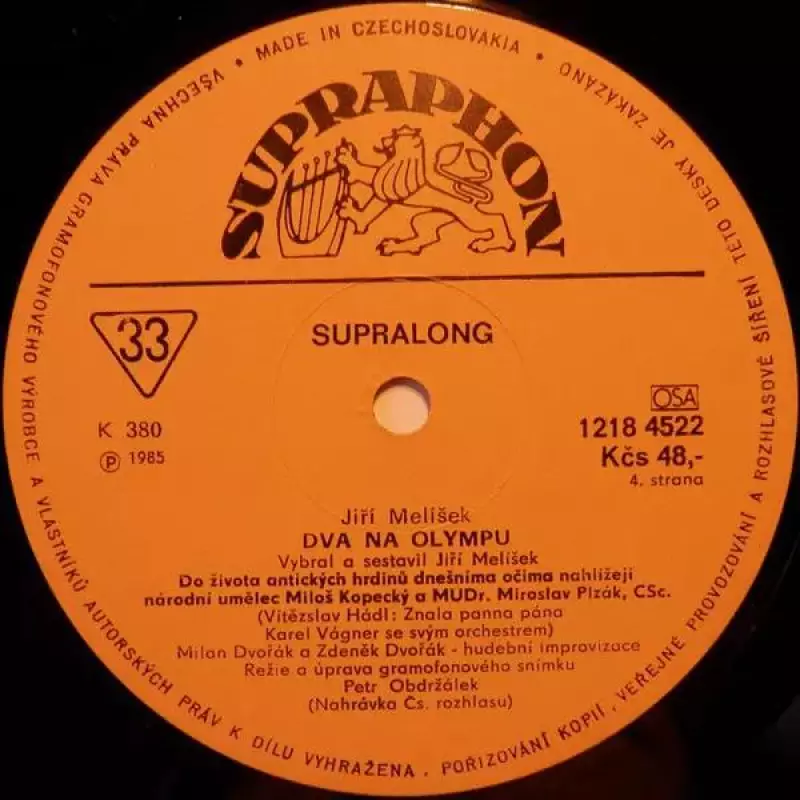 • MADE IN CZECHOSLOVAKIA •
VŠECHNA PRÁVA GRAMOFONOVÉHO VÝROBCE A VLASTNÍKŮ AUTORSKÝCH PRÁV K DÍLU VYHRAŽENA. POŘIZOVÁNÍ KOPIÍ, VEŘEJNÉ PROVOZOVÁNÍ A ROZHLASOVÉ ŠÍŘENÍ TÉTO DESKY JE ZAKÁZÁNO
SUPRAPHON
33
SUPRALONG
OSA
K 380
1218 4522
Ⓟ 1985
Kčs 48,-
4. strana
Jiří Melíšek
DVA NA OLYMPU
Vybral a sestavil Jiří Melíšek
Do života antických hrdinů dnešníma očima nahlížejí
národní umělec Miloš Kopecký a MUDr. Miroslav Plzák, CSc.
(Vítězslav Hádl: Znala panna pána
Karel Vágner se svým orchestrem)
Milan Dvořák a Zdeněk Dvořák - hudební improvizace
Režie a úprava gramofonového snímku
Petr Obdržálek
(Nahrávka Čs. rozhlasu)